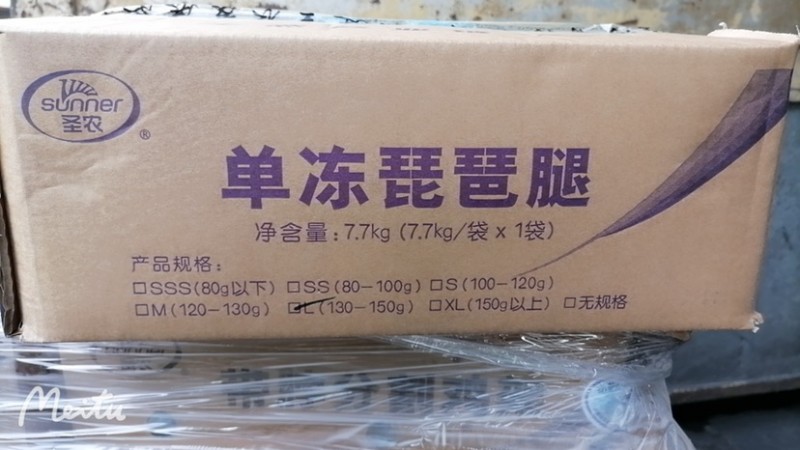 sunner
圣农
®
单冻琵琶腿
净含量:7.7kg (7.7kg/袋 x 1袋)
产品规格:
□SSS(80g以下) □SS(80-100g) □S(100-120g)
□M(120-130g) □L(130-150g) □XL(150g以上) □无规格
Meitu